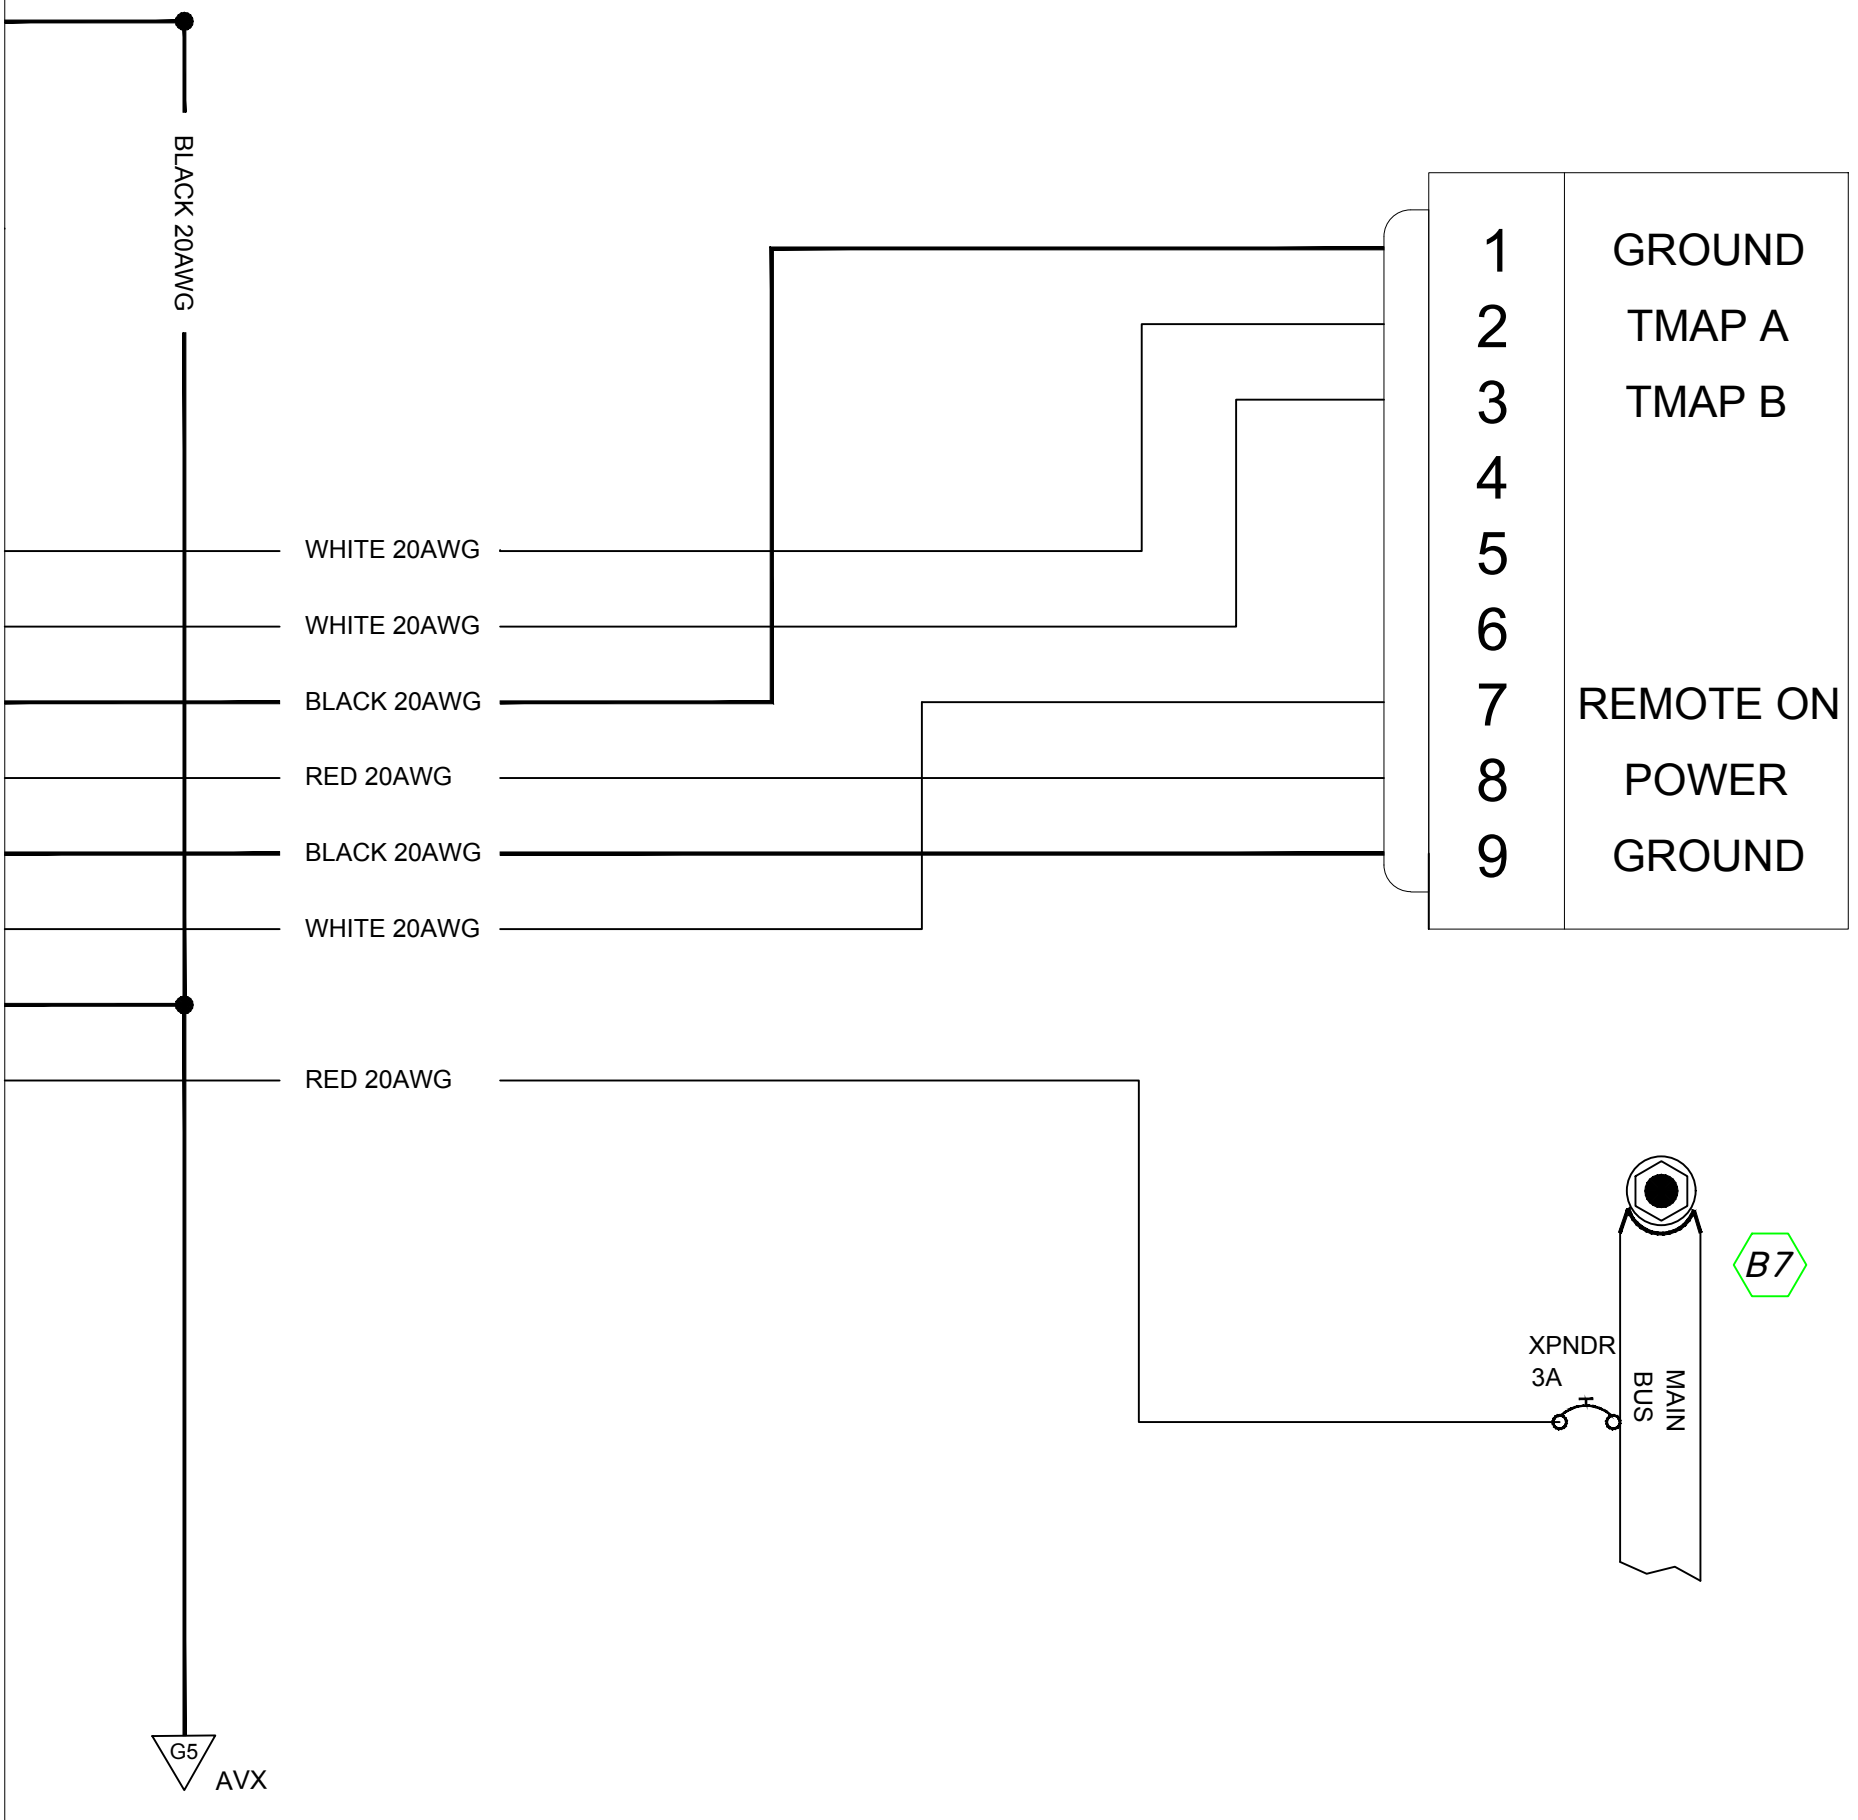 BLACK 20AWG
1 GROUND
2 TMAP A
3 TMAP B
4
5
6
7 REMOTE ON
8 POWER
9 GROUND
WHITE 20AWG
WHITE 20AWG
BLACK 20AWG
RED 20AWG
BLACK 20AWG
WHITE 20AWG
RED 20AWG
B7
XPNDR
3A
MAIN
BUS
G5
AVX